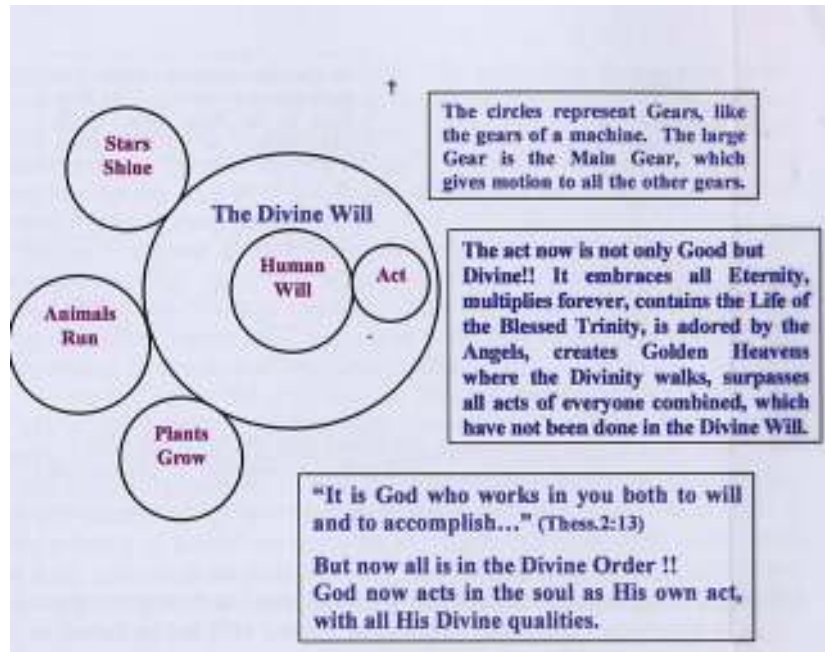 †
Stars
Shine
The Divine Will
Human
Will
Act
Animals
Run
Plants
Grow
The circles represent Gears, like
the gears of a machine. The large
Gear is the Main Gear, which
gives motion to all the other gears.
The act now is not only Good but
Divine!! It embraces all Eternity,
multiplies forever, contains the Life of
the Blessed Trinity, is adored by the
Angels, creates Golden Heavens
where the Divinity walks, surpasses
all acts of everyone combined, which
have not been done in the Divine Will.
“It is God who works in you both to will
and to accomplish…” (Thess.2:13)
But now all is in the Divine Order !!
God now acts in the soul as His own act,
with all His Divine qualities.